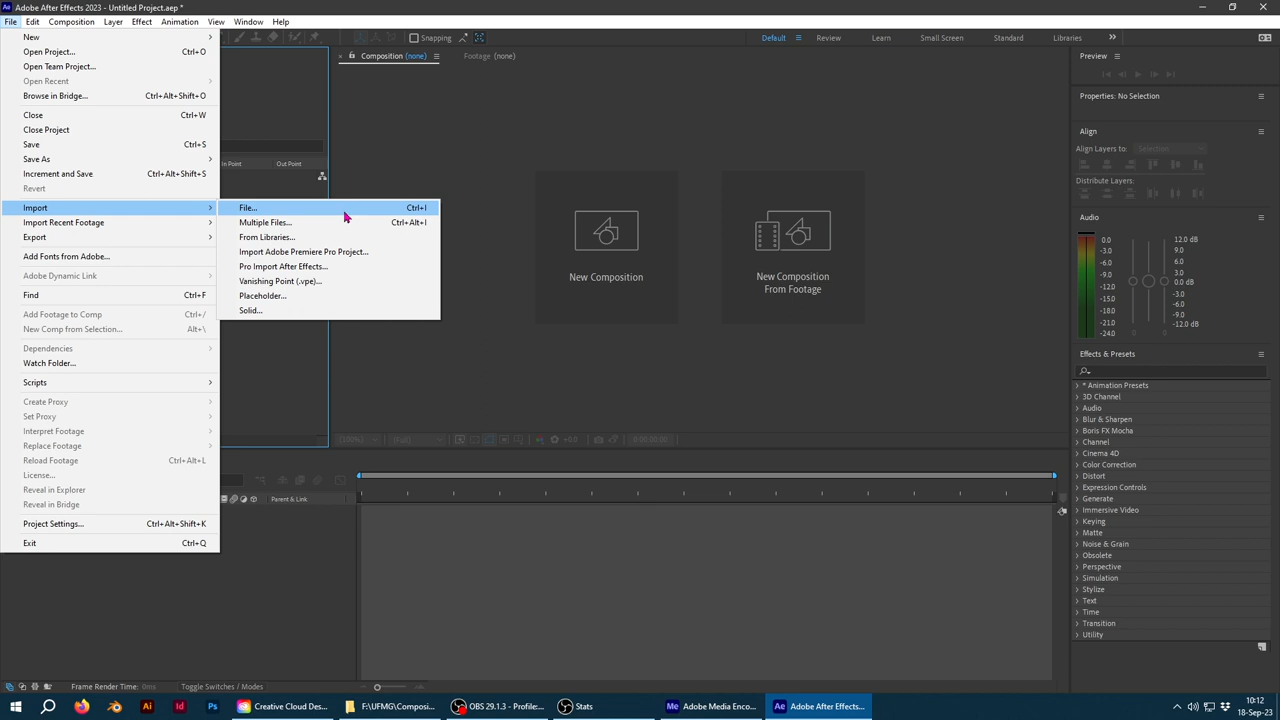 Adobe After Effects 2023 - Untitled Project.aep *
File Edit Composition Layer Effect Animation View Window Help
Snapping Default Review Learn Small Screen Standard Libraries
New
Open Project... Ctrl+O
Open Team Project...
Open Recent
Browse in Bridge... Ctrl+Alt+Shift+O
Close Ctrl+W
Close Project
Save Ctrl+S
Save As
Increment and Save Ctrl+Alt+Shift+S
Revert
Import
Import Recent Footage
Export
Add Fonts from Adobe...
Adobe Dynamic Link
Find Ctrl+F
Add Footage to Comp Ctrl+/
New Comp from Selection... Alt+\
Dependencies
Watch Folder...
Scripts
Create Proxy
Set Proxy
Interpret Footage
Replace Footage
Reload Footage Ctrl+Alt+L
License...
Reveal in Explorer
Reveal in Bridge
Project Settings... Ctrl+Alt+Shift+K
Exit Ctrl+Q
In Point Out Point
File... Ctrl+I
Multiple Files... Ctrl+Alt+I
From Libraries...
Import Adobe Premiere Pro Project...
Pro Import After Effects...
Vanishing Point (.vpe)...
Placeholder...
Solid...
Composition (none) Footage (none)
New Composition
New Composition
From Footage
(100%) (Full) +0.0 0:00:00:00
Parent & Link
Preview
Properties: No Selection
Align
Align Layers to: Selection
Distribute Layers:
Audio
0.0
-3.0
-6.0
-9.0
-12.0
-15.0
-18.0
-21.0
-24.0
12.0 dB
9.0
6.0
3.0
0.0 dB
-3.0
-6.0
-9.0
-12.0 dB
Effects & Presets
* Animation Presets
3D Channel
Audio
Blur & Sharpen
Boris FX Mocha
Channel
Cinema 4D
Color Correction
Distort
Expression Controls
Generate
Immersive Video
Keying
Matte
Noise & Grain
Obsolete
Perspective
Simulation
Stylize
Text
Time
Transition
Utility
Frame Render Time: 0ms Toggle Switches / Modes
Ai Id Ps Creative Cloud Des... F:\UFMG\Composi... OBS 29.1.3 - Profile:... Stats Me Adobe Media Enco... Ae Adobe After Effects...
10:12
18-Sep-23